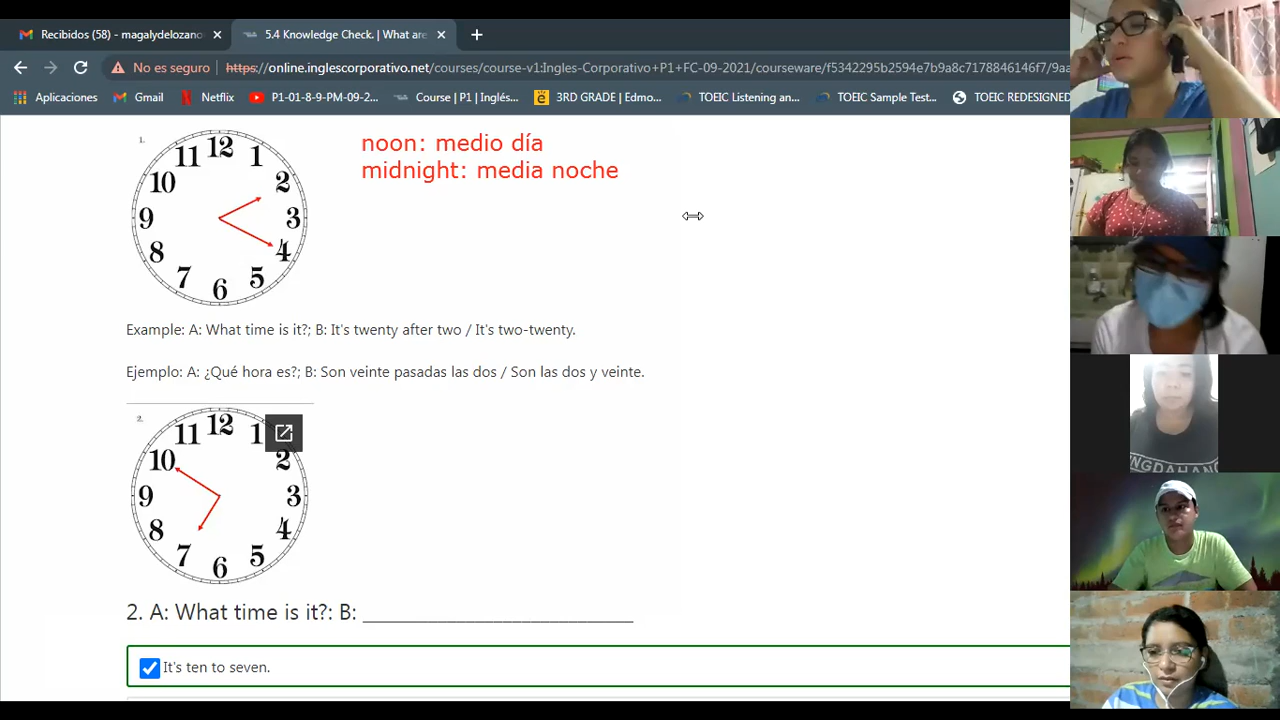 Recibidos (58) - magalydelozano
5.4 Knowledge Check. | What are
No es seguro
https://online.inglescorporativo.net/courses/course-v1:Ingles-Corporativo+P1+FC-09-2021/courseware/f5342295b2594e7b9a8c7178846146f7/9aa
Aplicaciones
Gmail
Netflix
P1-01-8-9-PM-09-2...
Course | P1 | Inglés...
3RD GRADE | Edmo...
TOEIC Listening an...
TOEIC Sample Test...
TOEIC REDESIGNED
1.
12 1 2 3 4 5 6 7 8 9 10 11
noon: medio día
midnight: media noche
Example: A: What time is it?; B: It's twenty after two / It's two-twenty.
Ejemplo: A: ¿Qué hora es?; B: Son veinte pasadas las dos / Son las dos y veinte.
2.
12 1 2 3 4 5 6 7 8 9 10 11
2. A: What time is it?: B: ___________________________
It's ten to seven.
NGDAHANG